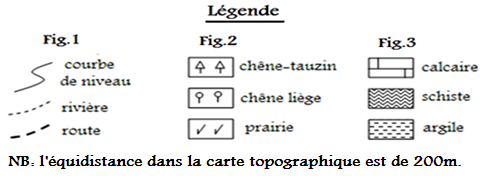 Légende
Fig.1 Fig.2 Fig.3
courbe
de niveau
rivière
route
chêne-tauzin
chêne liège
prairie
calcaire
schiste
argile
NB: l'équidistance dans la carte topographique est de 200m.